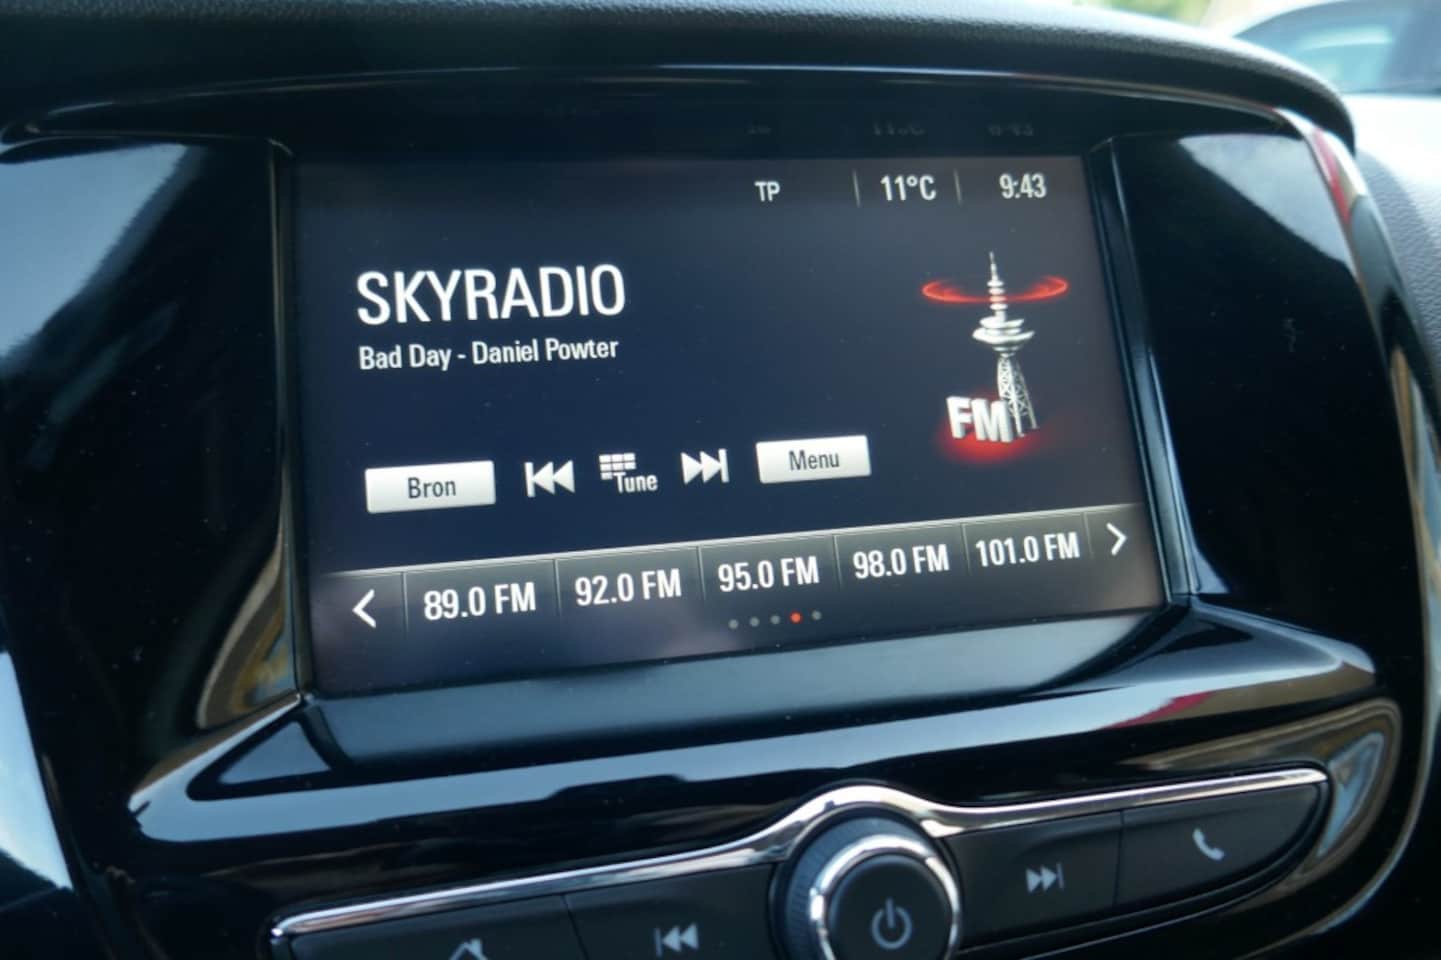 TP 11°C 9:43
SKYRADIO
Bad Day - Daniel Powter
FM
Bron Tune Menu
89.0 FM 92.0 FM 95.0 FM 98.0 FM 101.0 FM